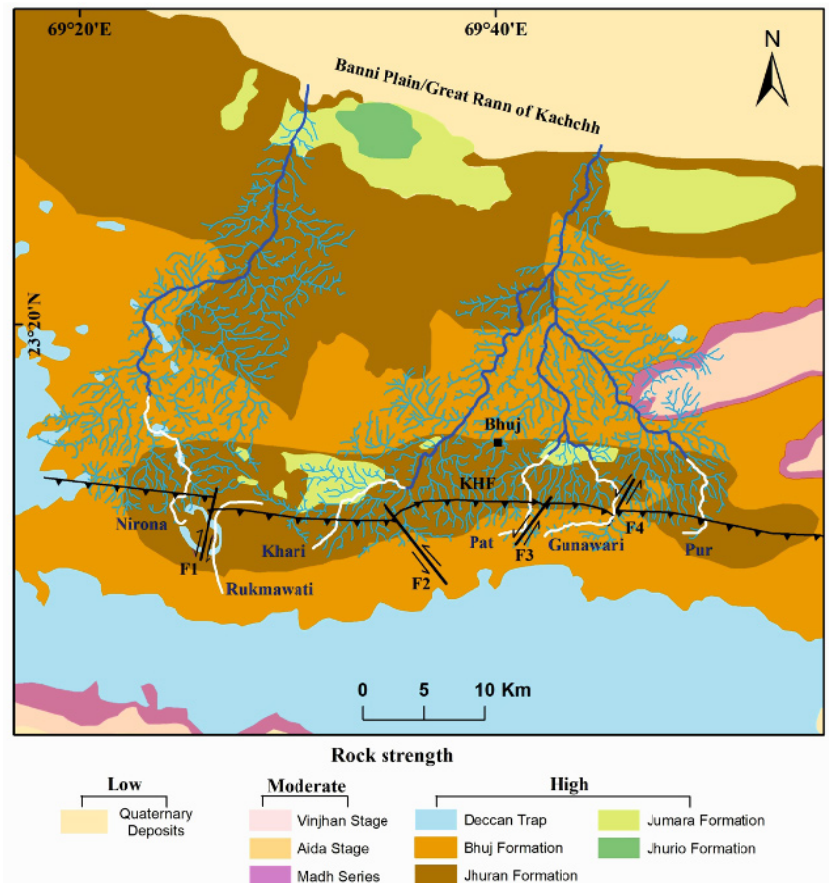 69°20'E
69°40'E
N
Banni Plain/Great Rann of Kachchh
23°20'N
Bhuj
KHF
Nirona
Khari
Pat
F3
Gunawari
F4
Pur
F1
F2
Rukmawati
0 5 10 Km
Rock strength
Low
Moderate
High
Quaternary
Deposits
Vinjhan Stage
Aida Stage
Madh Series
Deccan Trap
Bhuj Formation
Jhuran Formation
Jumara Formation
Jhurio Formation